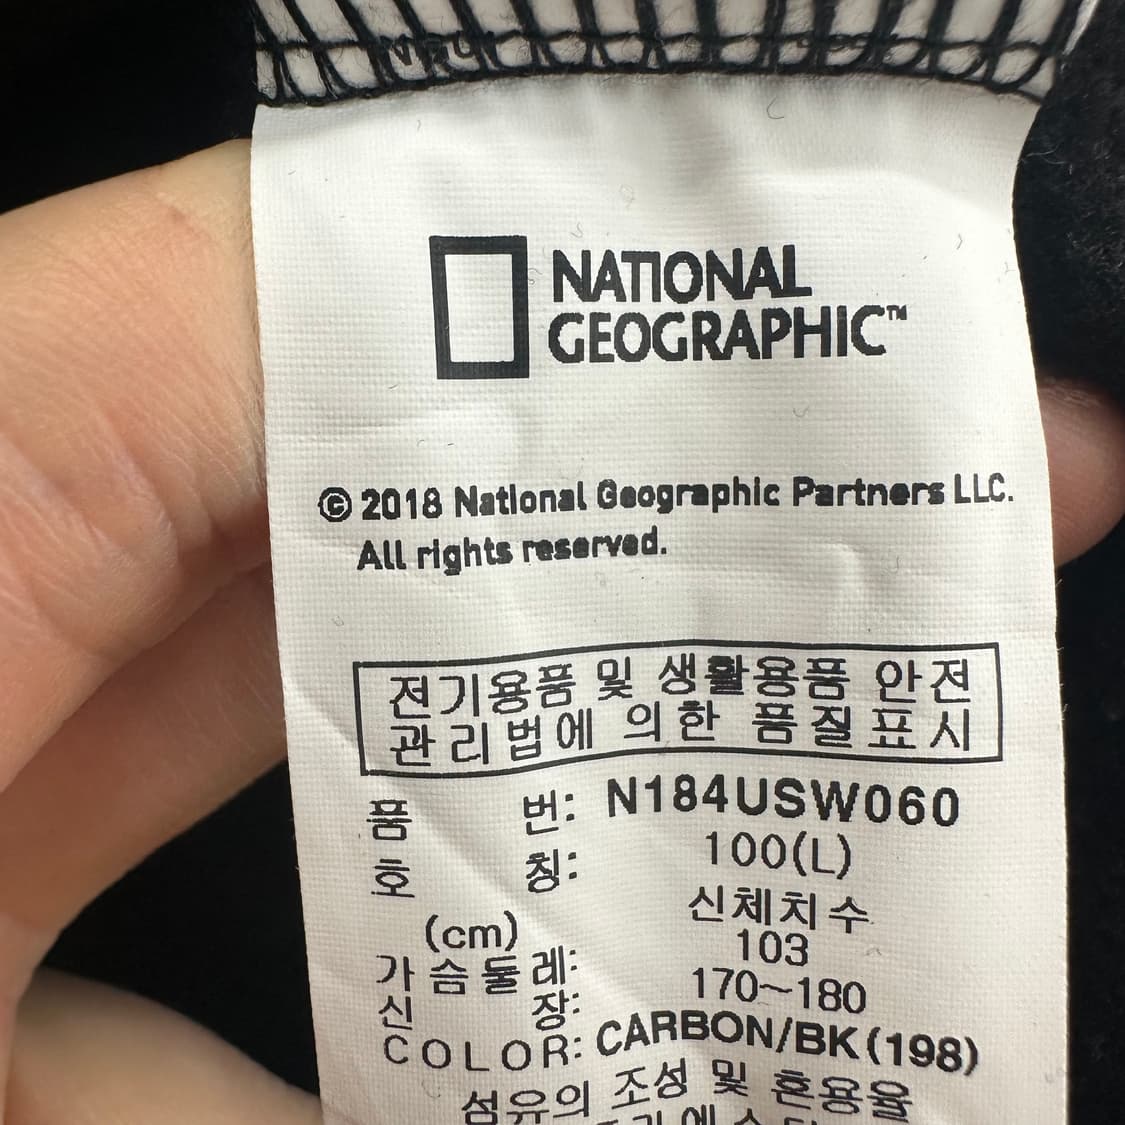 NATIONAL
GEOGRAPHIC™
© 2018 National Geographic Partners LLC.
All rights reserved.
전기용품 및 생활용품 안전
관리법에 의한 품질표시
품 번: N184USW060
호 칭: 100(L)
(cm) 신체치수
가슴둘레: 103
신 장: 170~180
COLOR: CARBON/BK(198)
섬유의 조성 및 혼용율